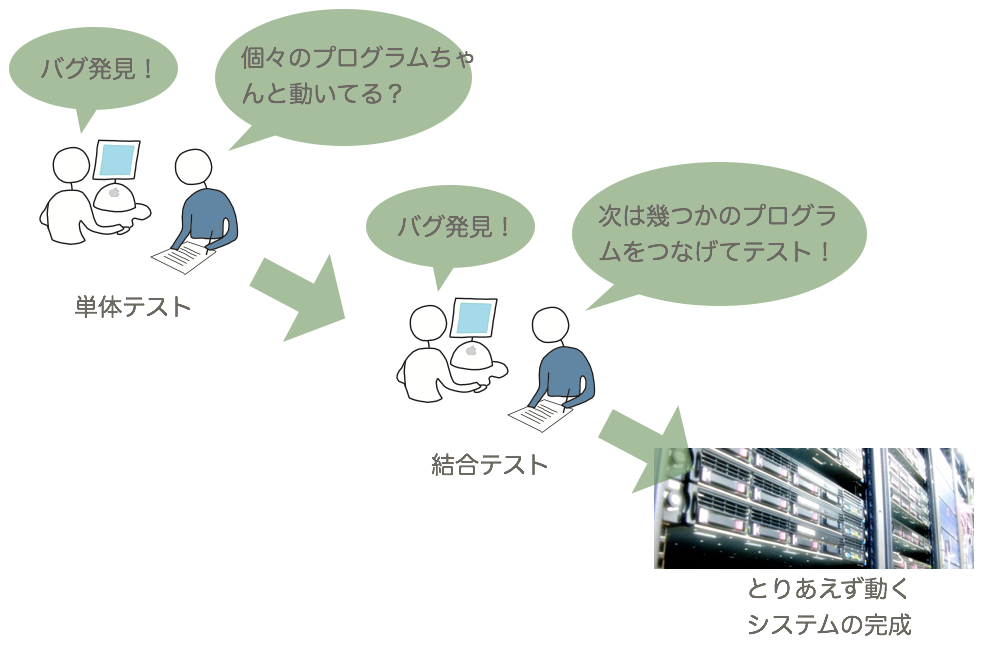 バグ発見！
個々のプログラムちゃ
んと動いてる？
単体テスト
バグ発見！
次は幾つかのプログラ
ムをつなげてテスト！
結合テスト
とりあえず動く
システムの完成